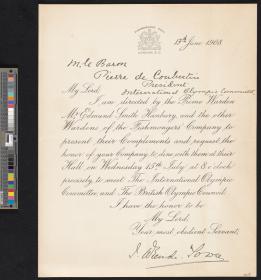 13th June 1908
M. le Baron
Pierre de Coubertin
President
International Olympic Committee
My Lord,
I am directed by the Prime Warden
Mr. Edmund Smith Hanbury, and the other
Wardens of the Fishmongers' Company to
present their Compliments and request the
honor of your Company to dine with them at their
Hall on Wednesday 15th July at 8 o'clock
precisely to meet The International Olympic
Committee and The British Olympic Council.
I have the honor to be
My Lord,
Your most obedient Servant,